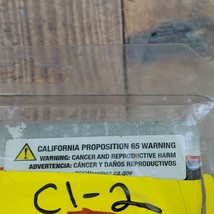 CALIFORNIA PROPOSITION 65 WARNING
WARNING: CANCER AND REPRODUCTIVE HARM
ADVERTENCIA: CÁNCER Y DAÑOS REPRODUCTIVOS
C1-2